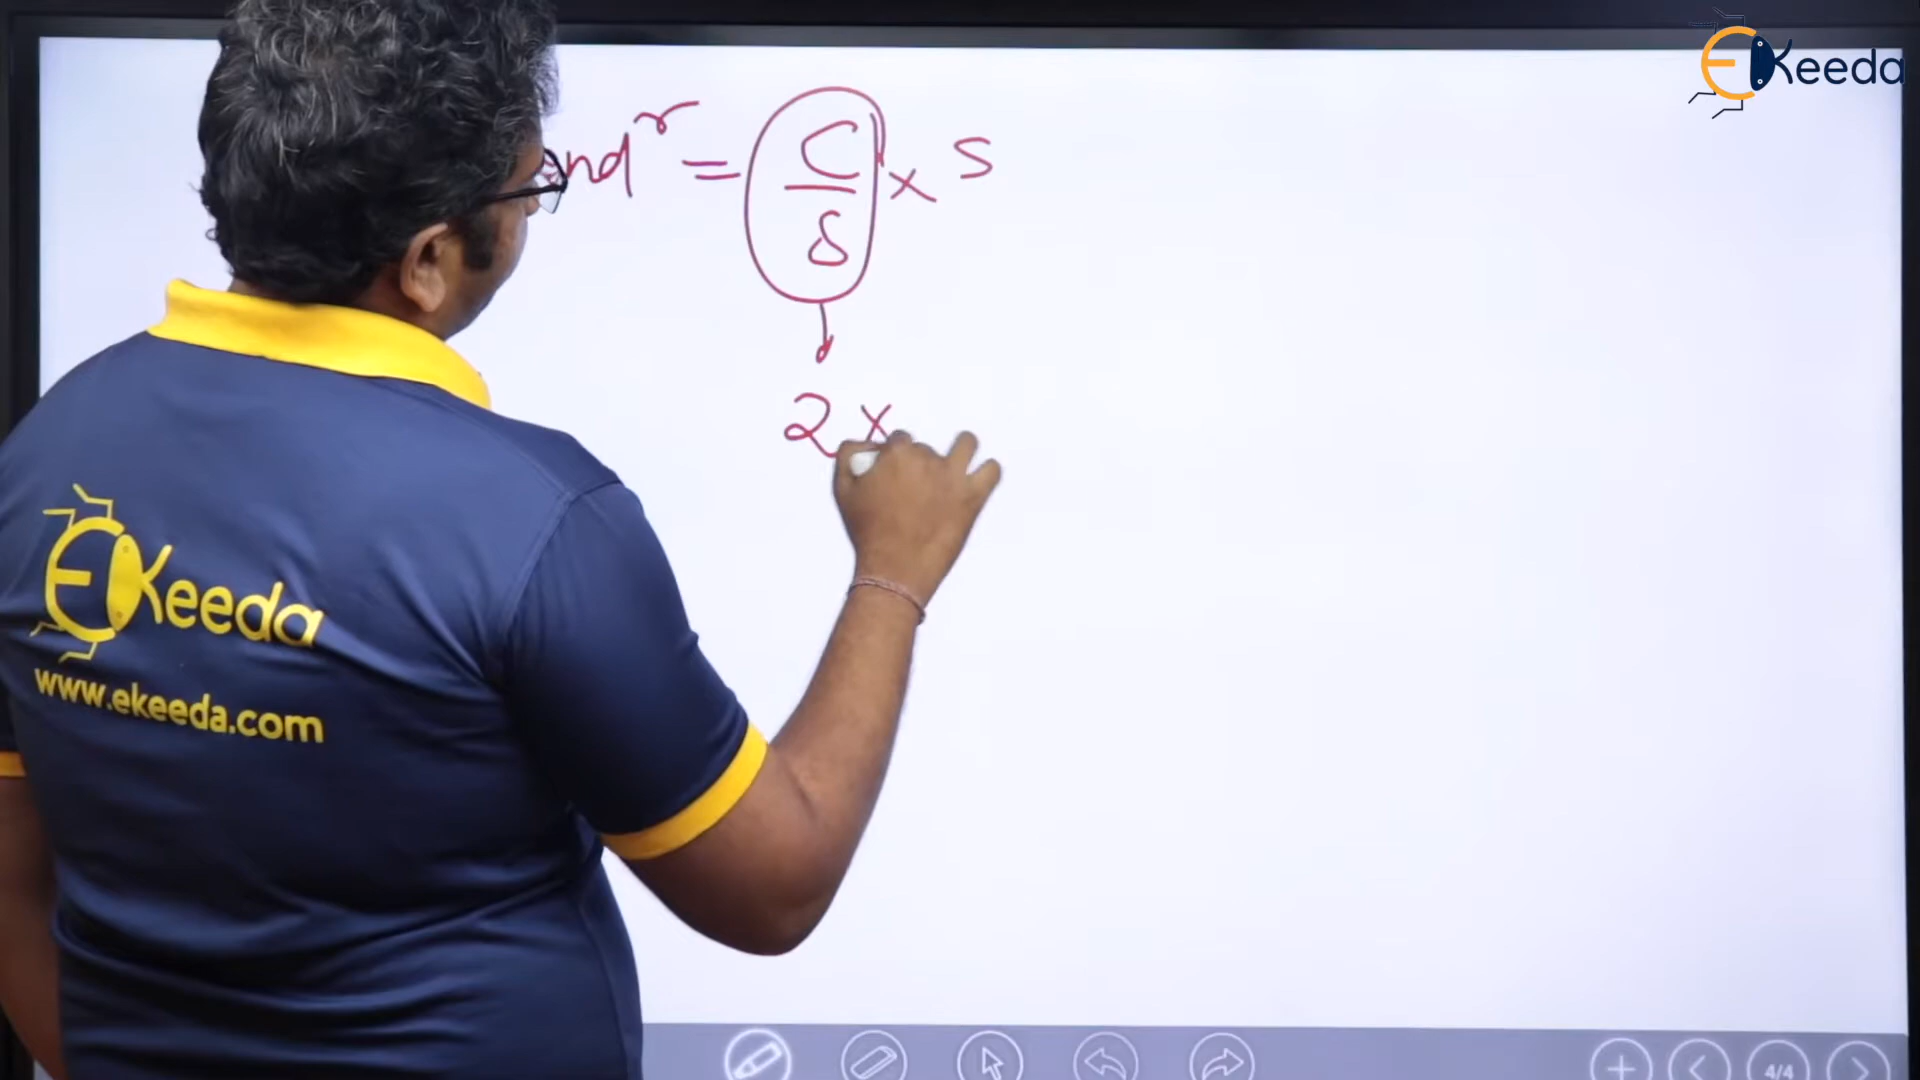 EKeeda
nd^r = C/δ × S
2 ×
EKeeda
www.ekeeda.com
4/4